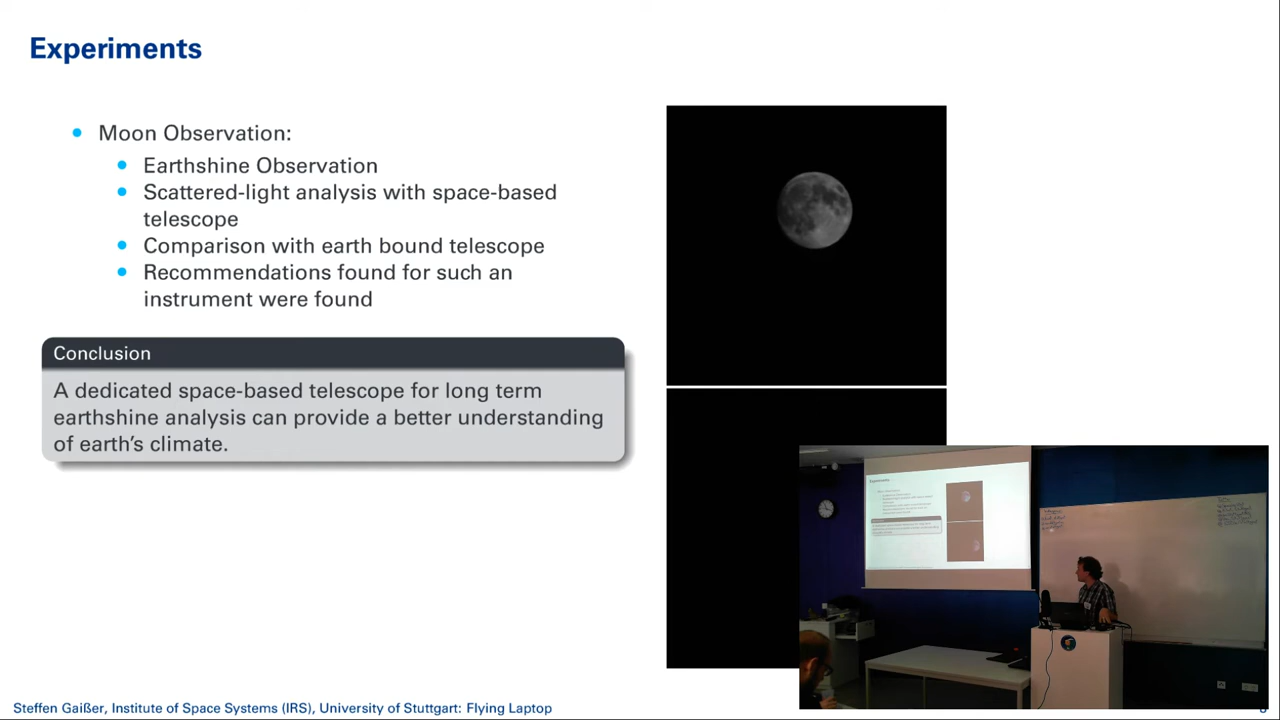 Experiments
Moon Observation:
Earthshine Observation
Scattered-light analysis with space-based
telescope
Comparison with earth bound telescope
Recommendations found for such an
instrument were found
Conclusion
A dedicated space-based telescope for long term
earthshine analysis can provide a better understanding
of earth's climate.
Steffen Gaißer, Institute of Space Systems (IRS), University of Stuttgart: Flying Laptop
Experiments